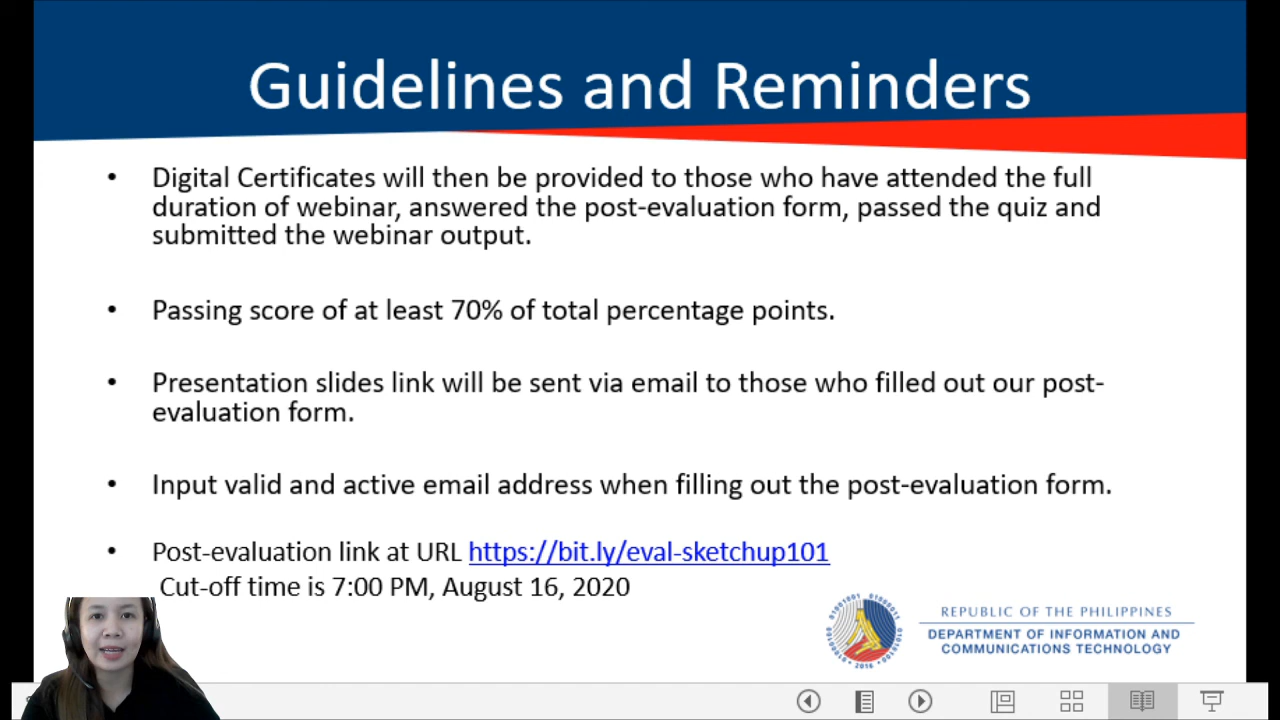 Guidelines and Reminders
• Digital Certificates will then be provided to those who have attended the full
duration of webinar, answered the post-evaluation form, passed the quiz and
submitted the webinar output.
• Passing score of at least 70% of total percentage points.
• Presentation slides link will be sent via email to those who filled out our post-
evaluation form.
• Input valid and active email address when filling out the post-evaluation form.
• Post-evaluation link at URL https://bit.ly/eval-sketchup101
Cut-off time is 7:00 PM, August 16, 2020
REPUBLIC OF THE PHILIPPINES
DEPARTMENT OF INFORMATION AND
COMMUNICATIONS TECHNOLOGY
2016